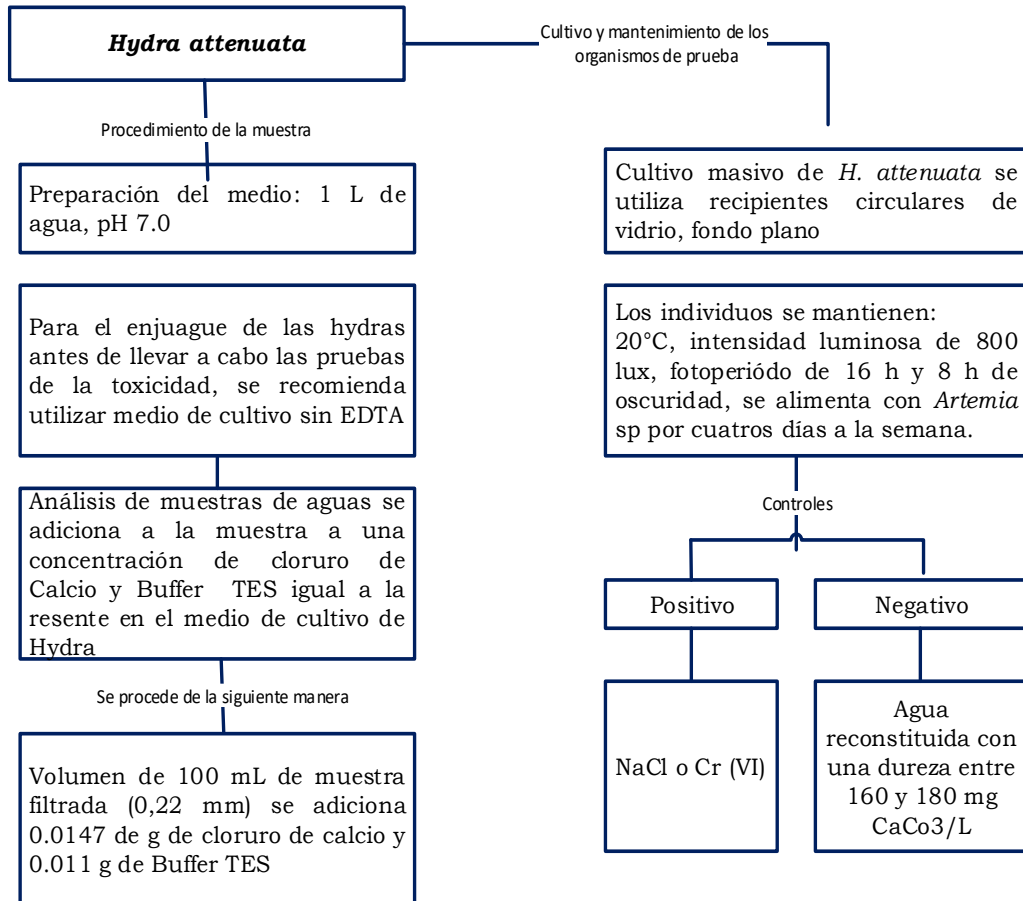 Hydra attenuata
Cultivo y mantenimiento de los
organismos de prueba
Procedimiento de la muestra
Preparación del medio: 1 L de
agua, pH 7.0
Para el enjuague de las hydras
antes de llevar a cabo las pruebas
de la toxicidad, se recomienda
utilizar medio de cultivo sin EDTA
Análisis de muestras de aguas se
adiciona a la muestra a una
concentración de cloruro de
Calcio y Buffer TES igual a la
resente en el medio de cultivo de
Hydra
Se procede de la siguiente manera
Volumen de 100 mL de muestra
filtrada (0,22 mm) se adiciona
0.0147 de g de cloruro de calcio y
0.011 g de Buffer TES
Cultivo masivo de H. attenuata se
utiliza recipientes circulares de
vidrio, fondo plano
Los individuos se mantienen:
20°C, intensidad luminosa de 800
lux, fotoperiódo de 16 h y 8 h de
oscuridad, se alimenta con Artemia
sp por cuatros días a la semana.
Controles
Positivo
Negativo
NaCl o Cr (VI)
Agua
reconstituida con
una dureza entre
160 y 180 mg
CaCo3/L